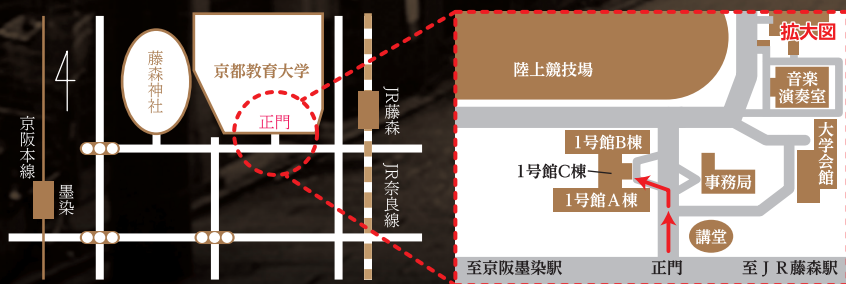 藤森神社
京都教育大学
正門
JR藤森
京阪本線
墨染
JR奈良線
拡大図
陸上競技場
音楽
演奏室
1号館B棟
1号館C棟
1号館A棟
事務局
大学会館
講堂
至京阪墨染駅
正門
至JR藤森駅